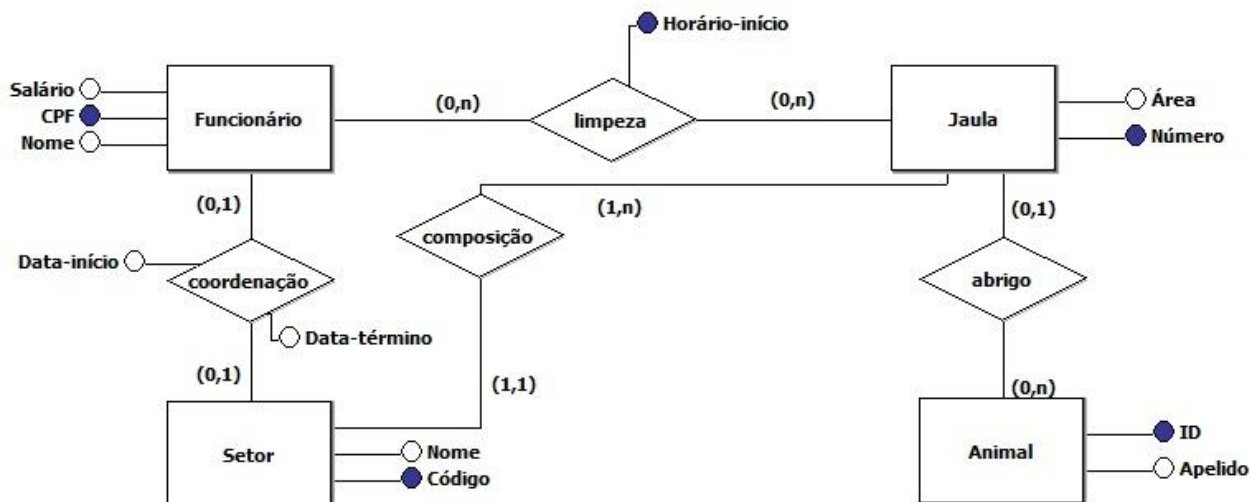 Horário-início
Salário
CPF
Nome
Funcionário
(0,n)
limpeza
(0,n)
Jaula
Área
Número
(0,1)
(1,n)
(0,1)
composição
Data-início
coordenação
abrigo
Data-término
(0,1)
(1,1)
(0,n)
Setor
Nome
Código
Animal
ID
Apelido